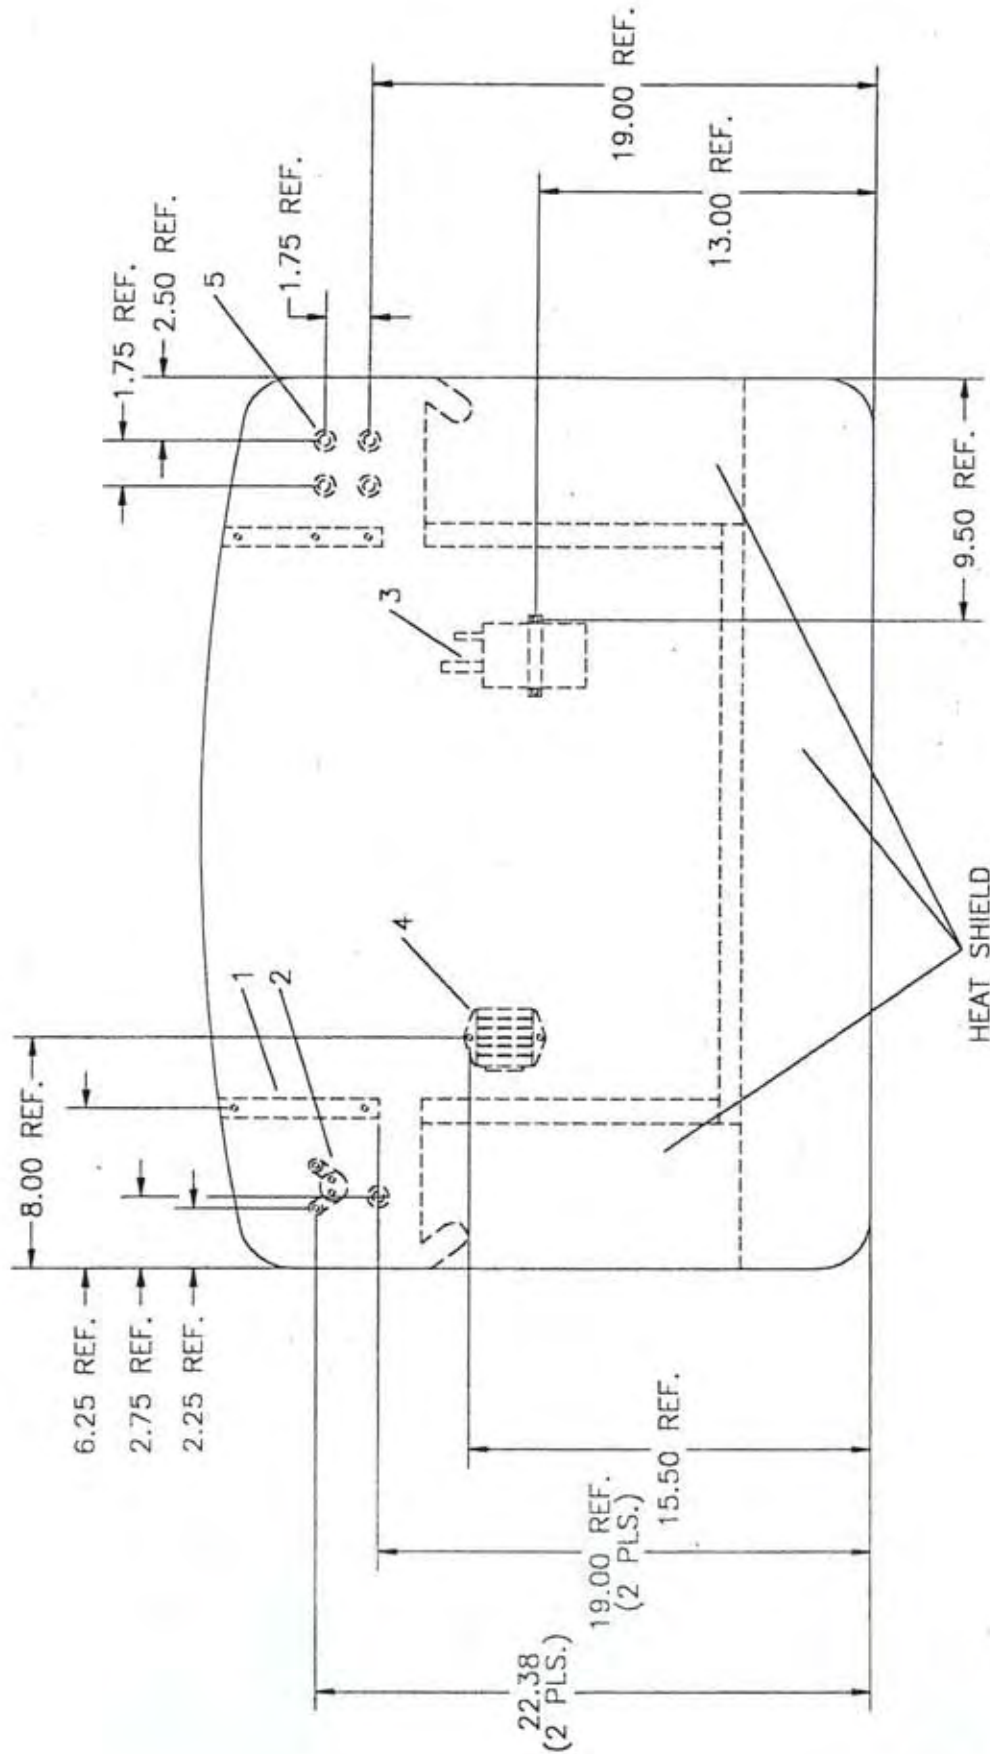 6.25 REF.
2.75 REF.
2.25 REF.
8.00 REF.
1
2
4
3
5
1.75 REF.
2.50 REF.
1.75 REF.
19.00 REF.
13.00 REF.
9.50 REF.
22.38
(2 PLS.)
19.00 REF.
(2 PLS.)
15.50 REF.
HEAT SHIELD